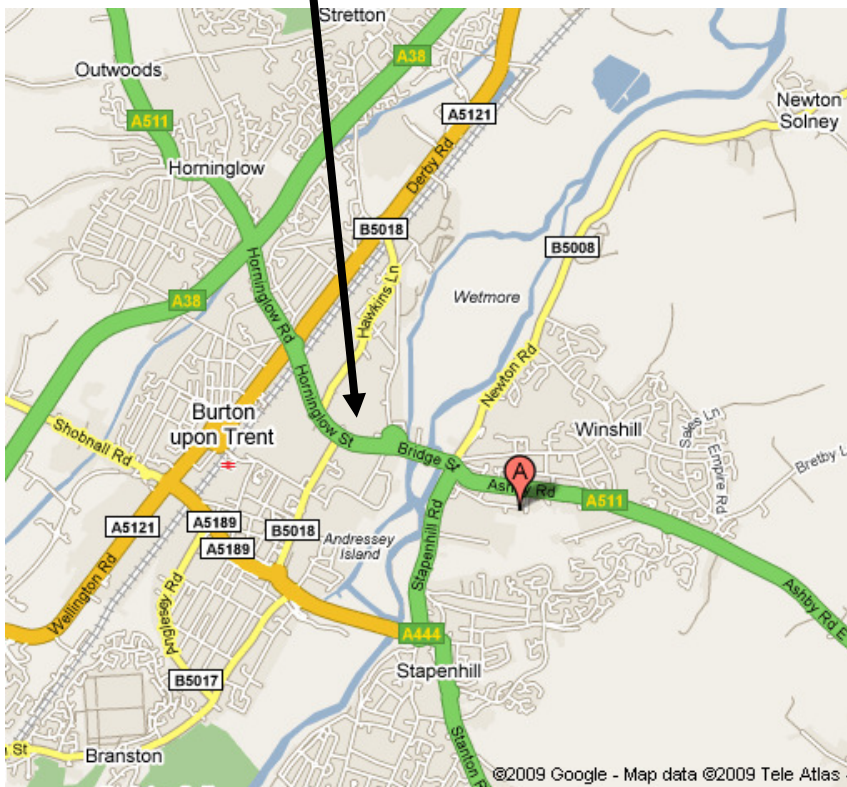 Stretton
A38
Outwoods
A511
A5121
Newton
Solney
Derby Rd
Horninglow
B5018
B5008
Horninglow Rd
Hawkins Ln
Wetmore
A38
Newton Rd
Horninglow St
Burton
upon Trent
Winshill
Sales Ln
Shobnall Rd
Bridge St
Empire Rd
Bretby L
A
Ashby Rd
A511
A5121
A5189
B5018
A5189
Andressey
Island
Stapenhill Rd
Wellington Rd
Anglesey Rd
Ashby Rd E
A444
Stapenhill
B5017
n St
Branston
Stanton R
©2009 Google - Map data ©2009 Tele Atlas -